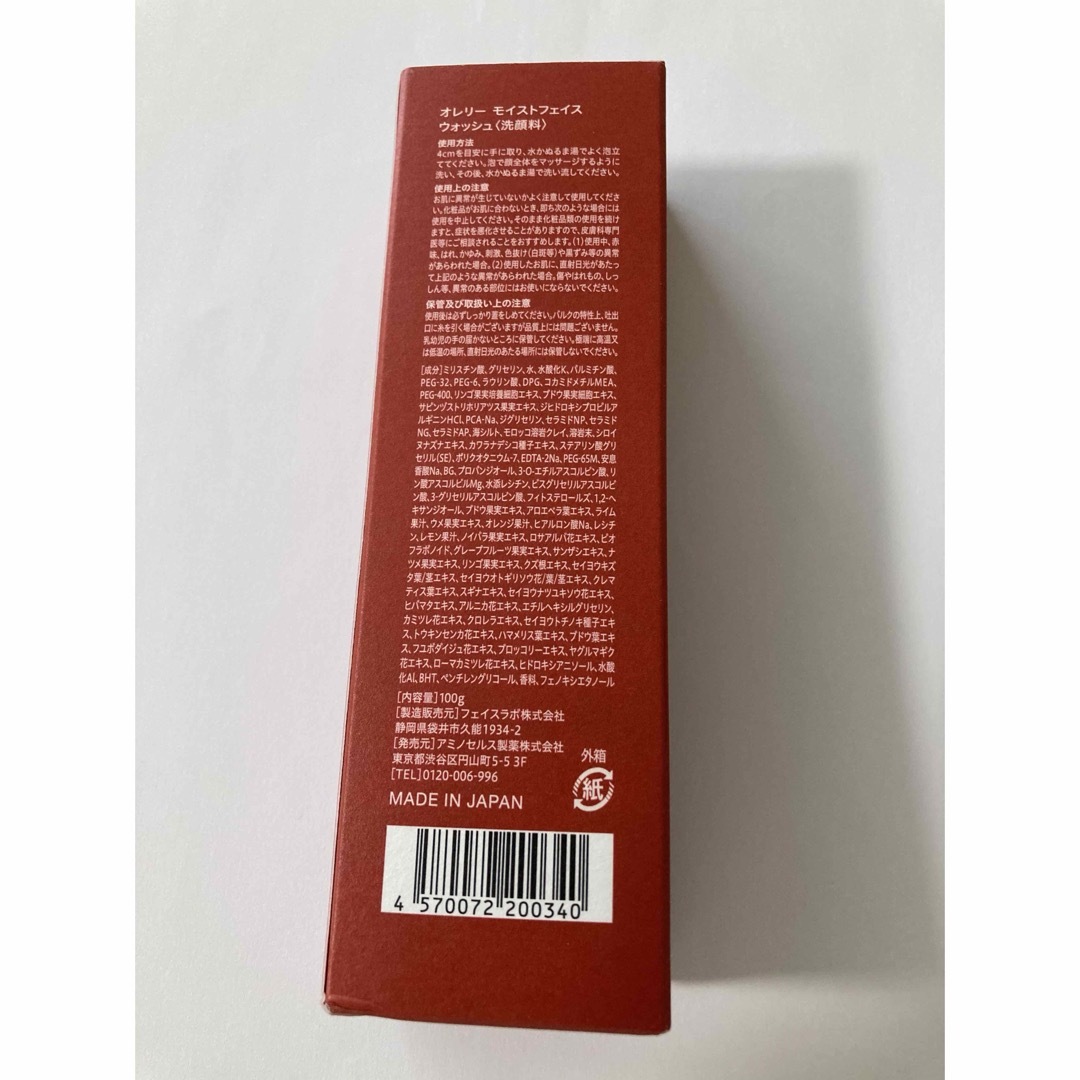 オレリー モイストフェイス
ウォッシュ〈洗顔料〉
使用方法
4cmを目安に手に取り、水かぬるま湯でよく泡立
ててください。泡で顔全体をマッサージするように
洗い、その後、水かぬるま湯で洗い流してください。
使用上の注意
お肌に異常が生じていないかよく注意して使用してくださ
い。化粧品がお肌に合わないとき、即ち次のような場合には
使用を中止してください。そのまま化粧品類の使用を続け
ますと、症状を悪化させることがありますので、皮膚科専門
医等にご相談されることをおすすめします。(1)使用中、赤
味、はれ、かゆみ、刺激、色抜け(白斑等)や黒ずみ等の異常
があらわれた場合。(2)使用したお肌に、直射日光があたっ
て上記のような異常があらわれた場合。傷やはれもの、しっ
しん等、異常のある部位にはお使いにならないでください。
保管及び取扱い上の注意
使用後は必ずしっかり蓋をしめてください。バルクの特性上、吐出
口に糸を引く場合がございますが品質上には問題ございません。
乳幼児の手の届かないところに保管してください。極端に高温又
は低温の場所、直射日光のあたる場所には保管しないでください。
[成分]ミリスチン酸、グリセリン、水、水酸化K、パルミチン酸、
PEG-32、PEG-6、ラウリン酸、DPG、コカミドメチルMEA、
PEG-400、リンゴ果実培養細胞エキス、ブドウ果実細胞エキス、
サピンヅストリホリアツス果実エキス、ジヒドロキシプロピルア
ルギニンHCl、PCA-Na、ジグリセリン、セラミドNP、セラミド
NG、セラミドAP、海シルト、モロッコ溶岩クレイ、溶岩末、シロイ
ヌナズナエキス、カワラナデシコ種子エキス、ステアリン酸グリ
セリル(SE)、ポリクオタニウム-7、EDTA-2Na、PEG-65M、安息
香酸Na、BG、プロパンジオール、3-O-エチルアスコルビン酸、リ
ン酸アスコルビルMg、水添レシチン、ビスグリセリルアスコルビ
ン酸、3-グリセリルアスコルビン酸、フィトステロールズ、1,2-ヘ
キサンジオール、ブドウ果実エキス、アロエベラ葉エキス、ライム
果汁、ウメ果実エキス、オレンジ果汁、ヒアルロン酸Na、レシチ
ン、レモン果汁、ノイバラ果実エキス、ロサアルバ花エキス、ビオ
フラボノイド、グレープフルーツ果実エキス、サンザシエキス、ナ
ツメ果実エキス、リンゴ果実エキス、クズ根エキス、セイヨウキズ
タ葉/茎エキス、セイヨウオトギリソウ花/葉/茎エキス、クレマ
ティス葉エキス、スギナエキス、セイヨウナツユキソウ花エキス、
ヒバマタエキス、アルニカ花エキス、エチルヘキシルグリセリン、
カミツレ花エキス、クロレラエキス、セイヨウトチノキ種子エキ
ス、トウキンセンカ花エキス、ハマメリス葉エキス、ブドウ葉エキ
ス、フユボダイジュ花エキス、ブロッコリーエキス、ヤグルマギク
花エキス、ローマカミツレ花エキス、ヒドロキシアニソール、水酸
化Al、BHT、ペンチレングリコール、香料、フェノキシエタノール
[内容量]100g
[製造販売元]フェイスラボ株式会社
静岡県袋井市久能1934-2
[発売元]アミノセルス製薬株式会社
東京都渋谷区円山町5-5 3F
[TEL]0120-006-996
外箱
紙
MADE IN JAPAN
4 570072 200340